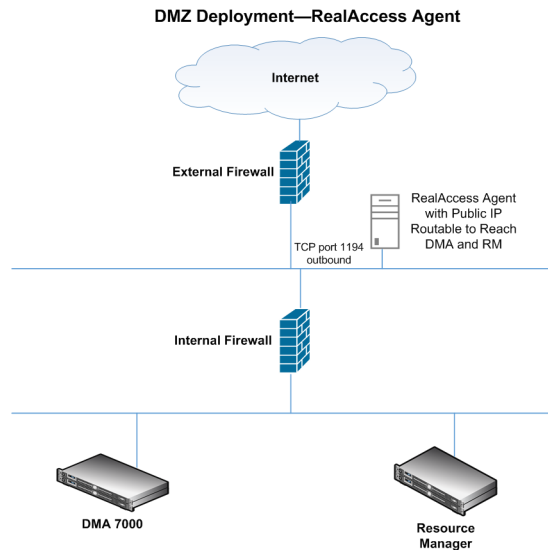 DMZ Deployment—RealAccess Agent
Internet
External Firewall
RealAccess Agent
with Public IP
Routable to Reach
DMA and RM
TCP port 1194
outbound
Internal Firewall
DMA 7000
Resource
Manager